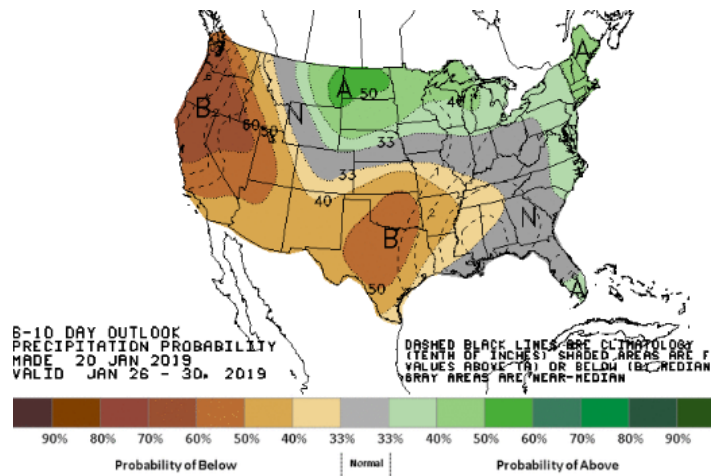 A
A
50
40
B
60
50
N
33
33
40
N
B
50
A
6-10 DAY OUTLOOK
PRECIPITATION PROBABILITY
MADE 20 JAN 2019
VALID JAN 26 - 30, 2019
DASHED BLACK LINES ARE CLIMATOLOGY
(TENTH OF INCHES) SHADED AREAS ARE F
VALUES ABOVE (A) OR BELOW (B) MEDIAN
GRAY AREAS ARE NEAR-MEDIAN
90% 80% 70% 60% 50% 40% 33% 33% 40% 50% 60% 70% 80% 90%
Probability of Below Normal Probability of Above